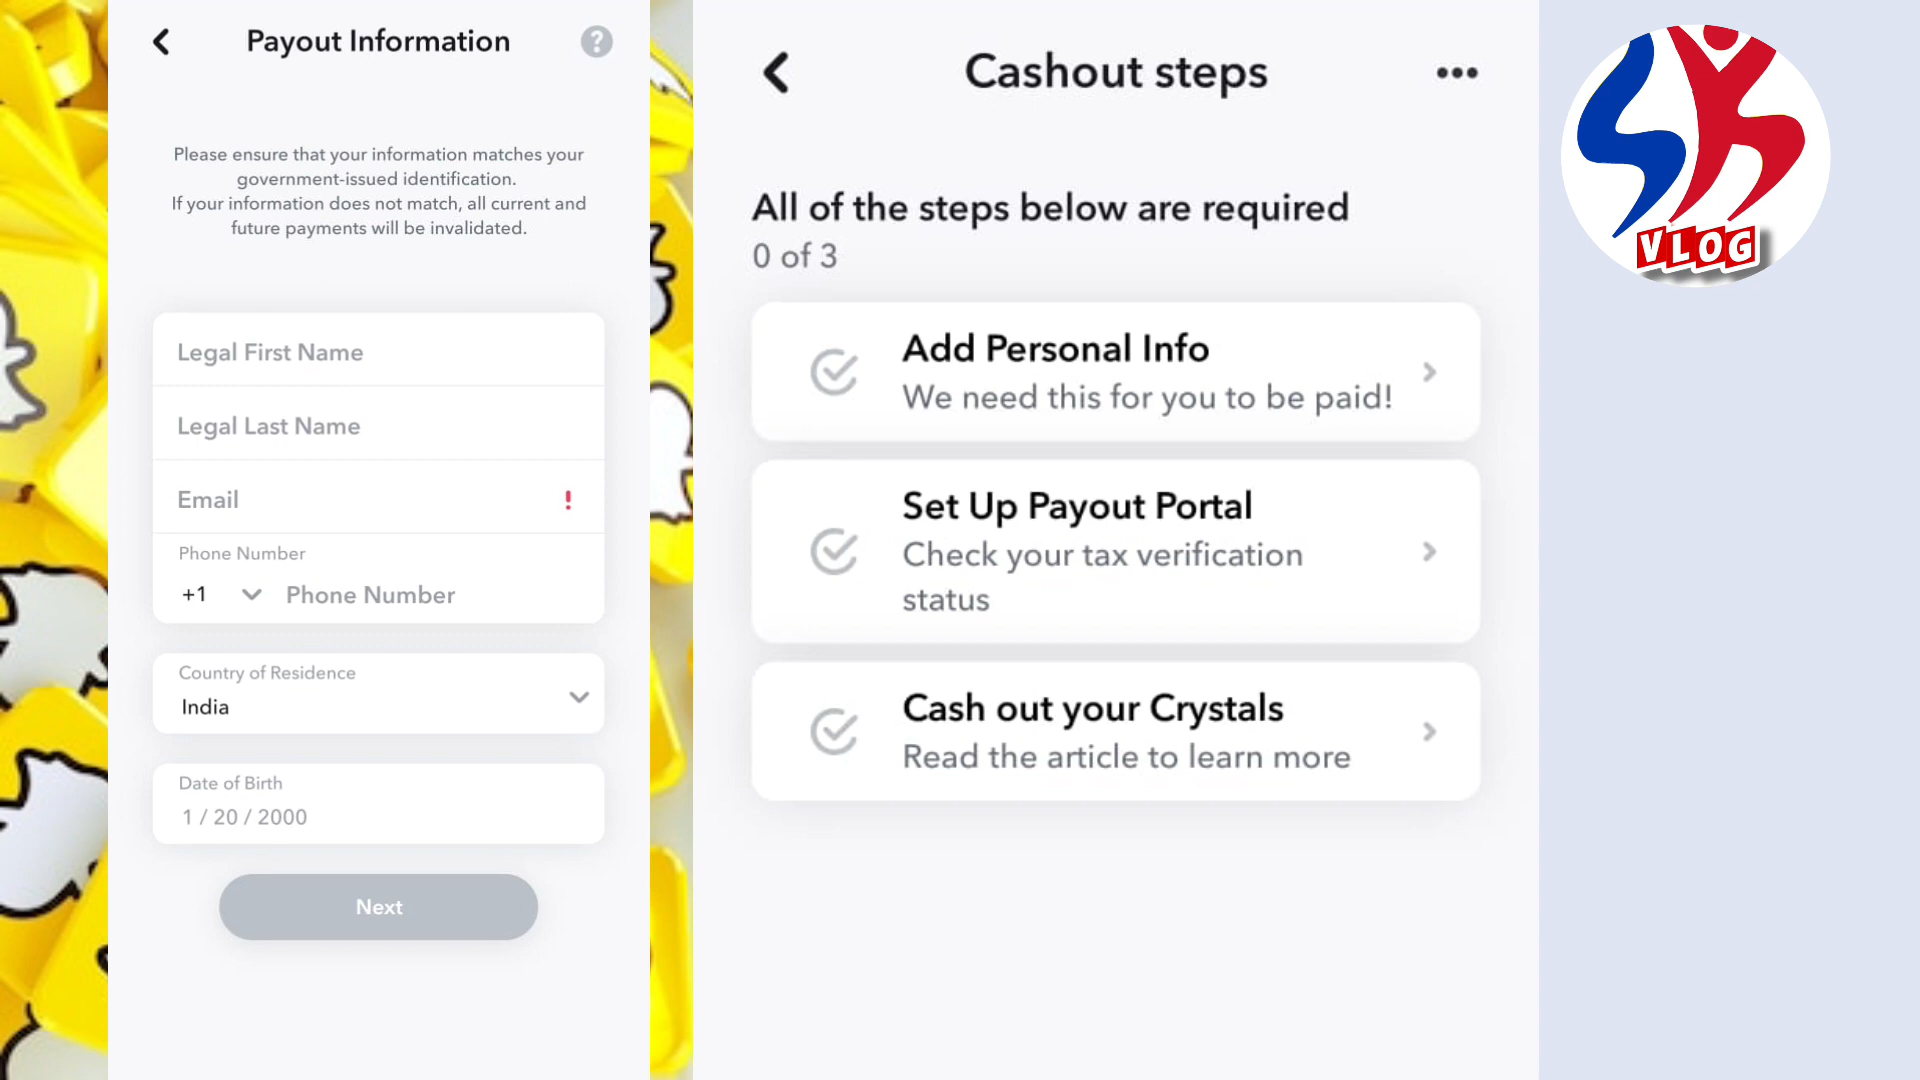 Payout Information
?
Please ensure that your information matches your
government-issued identification.
If your information does not match, all current and
future payments will be invalidated.
Legal First Name
Legal Last Name
Email !
Phone Number
+1 Phone Number
Country of Residence
India
Date of Birth
1 / 20 / 2000
Next
Cashout steps
All of the steps below are required
0 of 3
Add Personal Info
We need this for you to be paid!
Set Up Payout Portal
Check your tax verification
status
Cash out your Crystals
Read the article to learn more
SK
VLOG